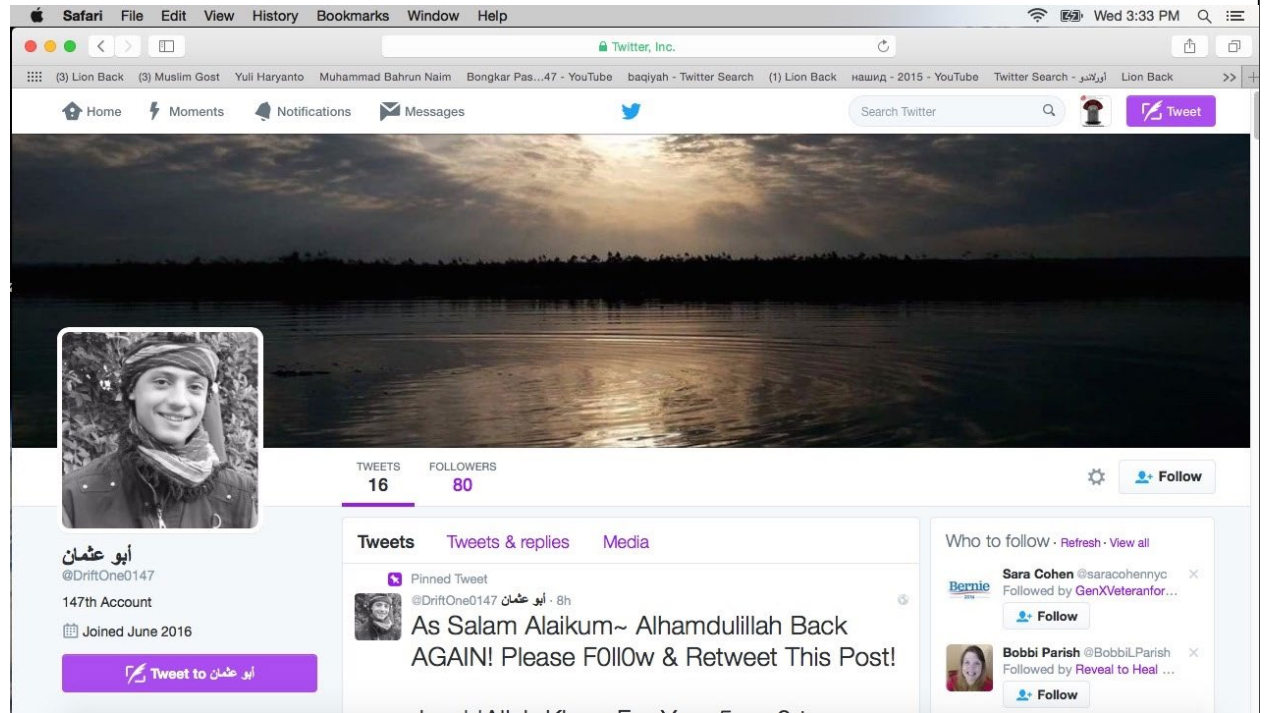 Safari File Edit View History Bookmarks Window Help Wed 3:33 PM
Twitter, Inc.
(3) Lion Back (3) Muslim Gost Yuli Haryanto Muhammad Bahrun Naim Bongkar Pas...47 - YouTube baqiyah - Twitter Search (1) Lion Back нашид - 2015 - YouTube Twitter Search - أورلاندو Lion Back >>
Home Moments Notifications Messages Search Twitter Tweet
TWEETS FOLLOWERS
16 80
Follow
أبو عثمان
@DriftOne0147
147th Account
Joined June 2016
Tweet to أبو عثمان
Tweets Tweets & replies Media
Pinned Tweet
@DriftOne0147 أبو عثمان · 8h
As Salam Alaikum~ Alhamdulillah Back
AGAIN! Please F0ll0w & Retweet This Post!
Who to follow · Refresh · View all
Sara Cohen @saracohennyc
Followed by GenXVeteranfor...
Follow
Bernie
Bobbi Parish @BobbiLParish
Followed by Reveal to Heal ...
Follow